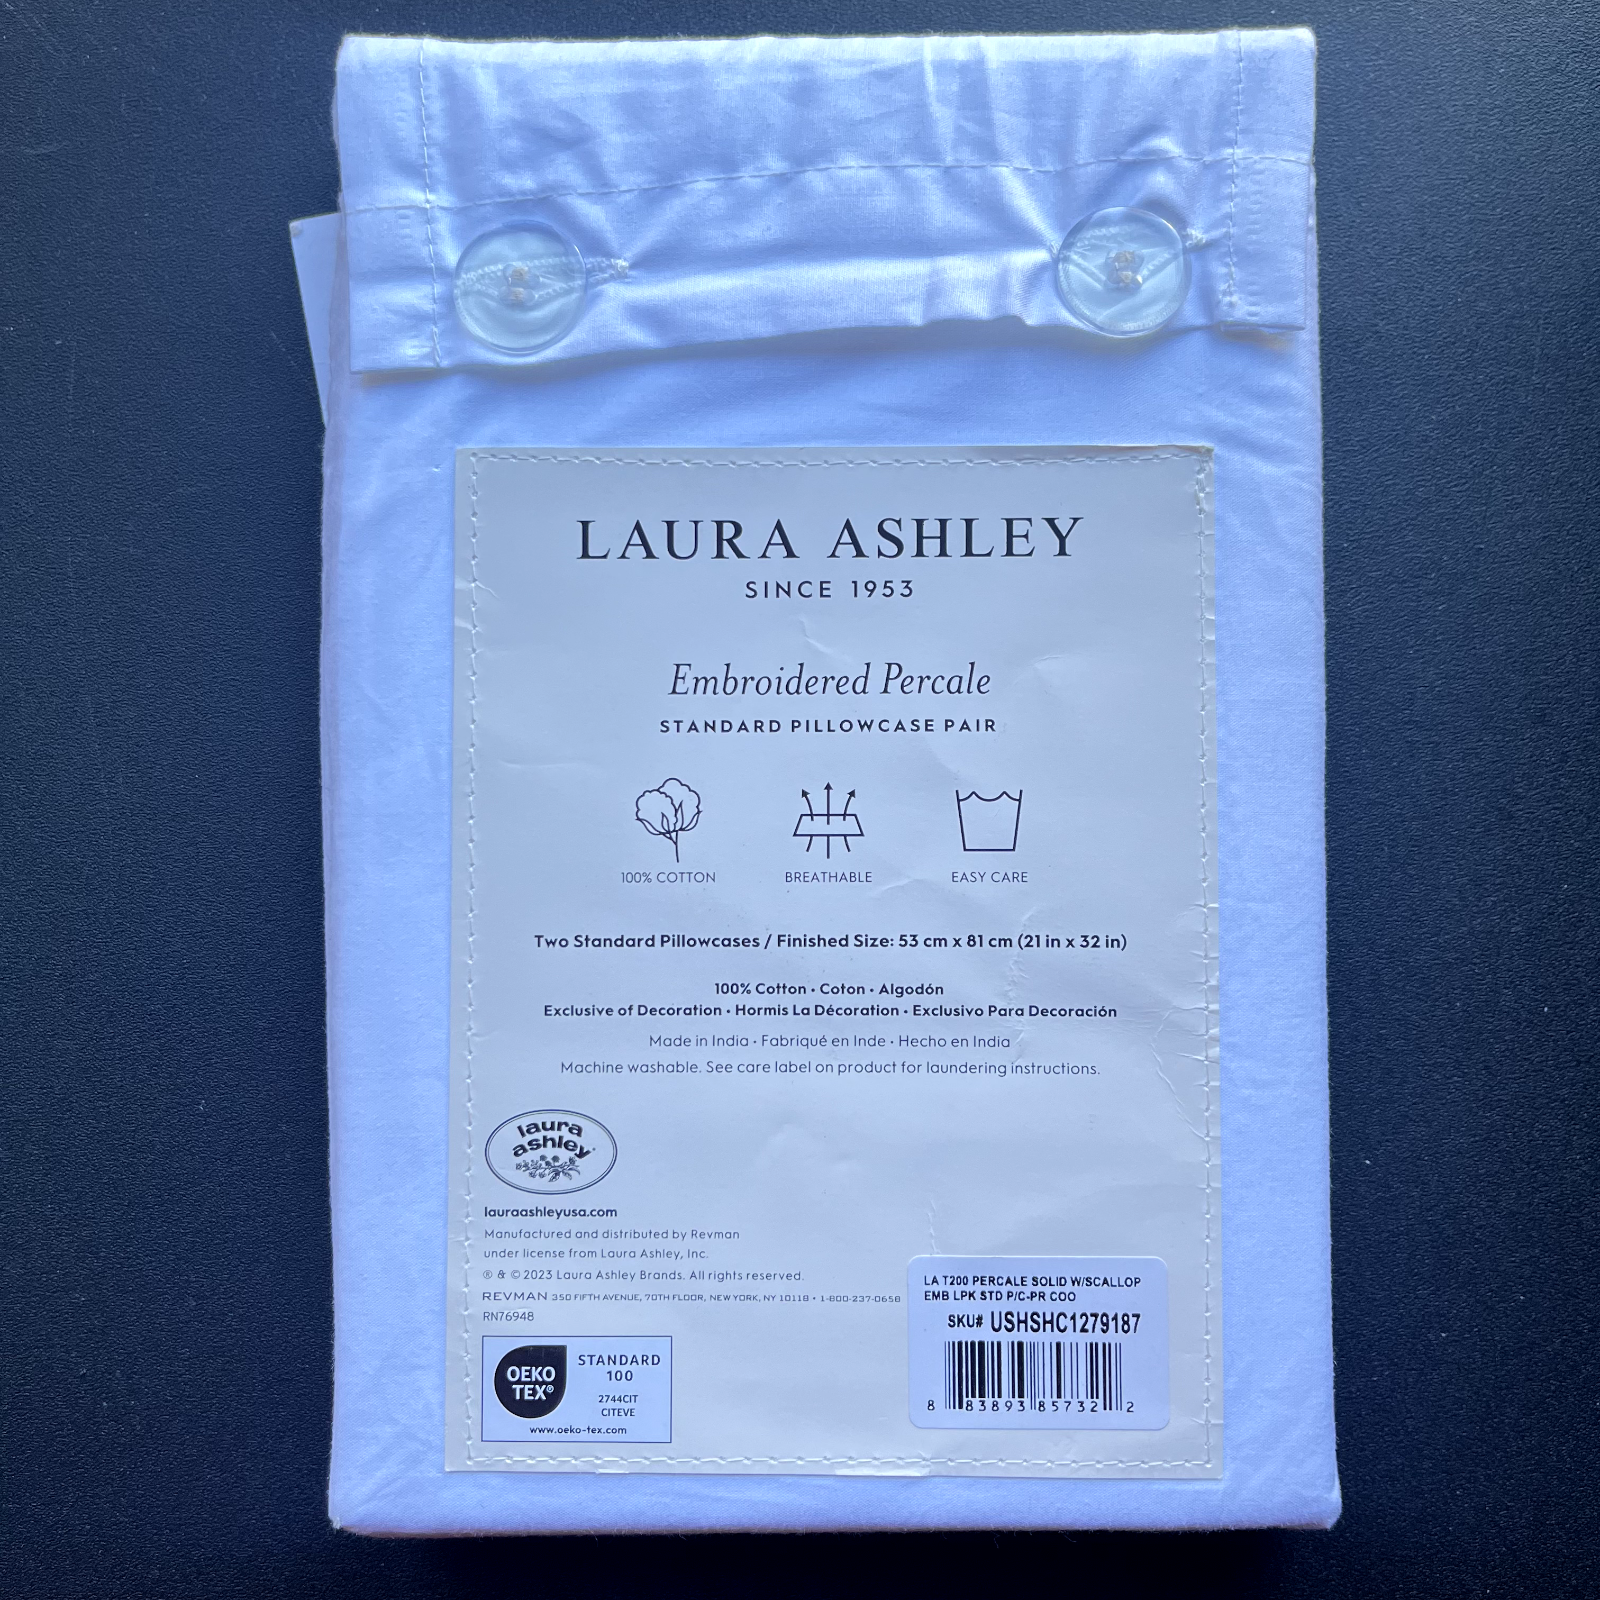 LAURA ASHLEY
SINCE 1953
Embroidered Percale
STANDARD PILLOWCASE PAIR
100% COTTON
BREATHABLE
EASY CARE
Two Standard Pillowcases / Finished Size: 53 cm x 81 cm (21 in x 32 in)
100% Cotton • Coton • Algodón
Exclusive of Decoration • Hormis La Décoration • Exclusivo Para Decoración
Made in India • Fabriqué en Inde • Hecho en India
Machine washable. See care label on product for laundering instructions.
laura
ashley
lauraashleyusa.com
Manufactured and distributed by Revman
under license from Laura Ashley, Inc.
® & © 2023 Laura Ashley Brands. All rights reserved.
REVMAN 350 FIFTH AVENUE, 70TH FLOOR, NEW YORK, NY 10118 • 1-800-237-0658
RN76948
OEKO
TEX®
STANDARD
100
2744CIT
CITEVE
www.oeko-tex.com
LA T200 PERCALE SOLID W/SCALLOP
EMB LPK STD P/C-PR COO
SKU# USHSHC1279187
8 83893 85732 2